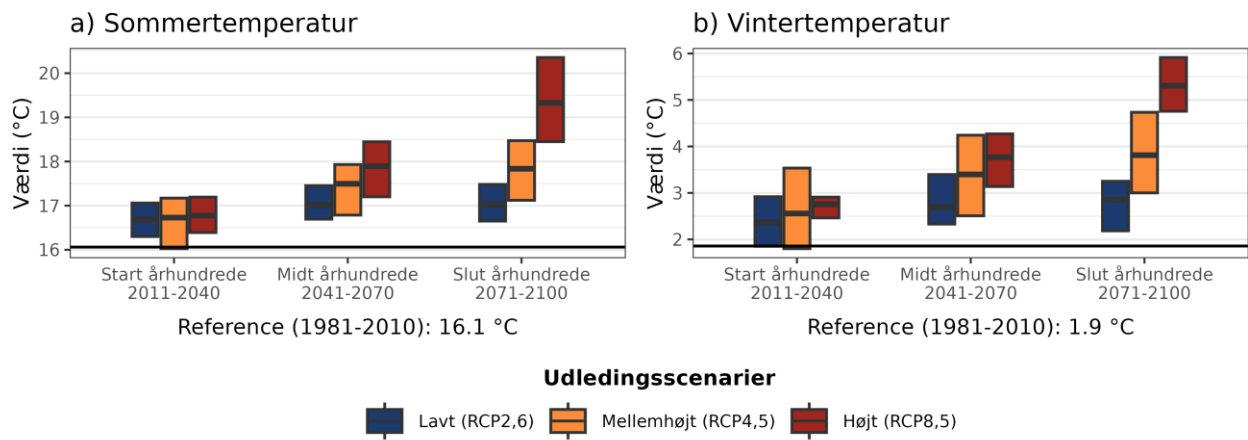 a) Sommertemperatur
Værdi (°C)
20
19
18
17
16
Start århundrede
2011-2040
Midt århundrede
2041-2070
Slut århundrede
2071-2100
Reference (1981-2010): 16.1 °C
b) Vintertemperatur
Værdi (°C)
6
5
4
3
2
Start århundrede
2011-2040
Midt århundrede
2041-2070
Slut århundrede
2071-2100
Reference (1981-2010): 1.9 °C
Udledingsscenarier
Lavt (RCP2,6)
Mellemhøjt (RCP4,5)
Højt (RCP8,5)